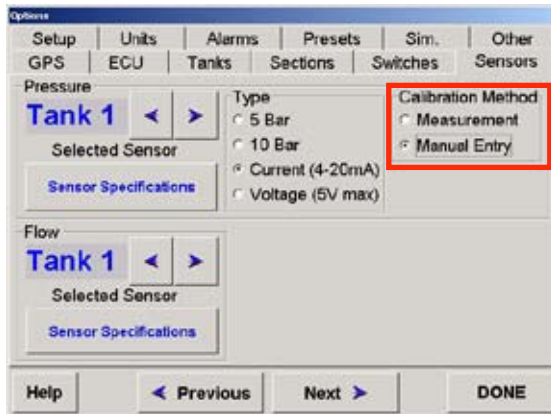 Options
Setup Units Alarms Presets Sim. Other
GPS ECU Tanks Sections Switches Sensors
Pressure
Tank 1
Selected Sensor
Sensor Specifications
Type
5 Bar
10 Bar
Current (4-20mA)
Voltage (5V max)
Calibration Method
Measurement
Manual Entry
Flow
Tank 1
Selected Sensor
Sensor Specifications
Help Previous Next DONE